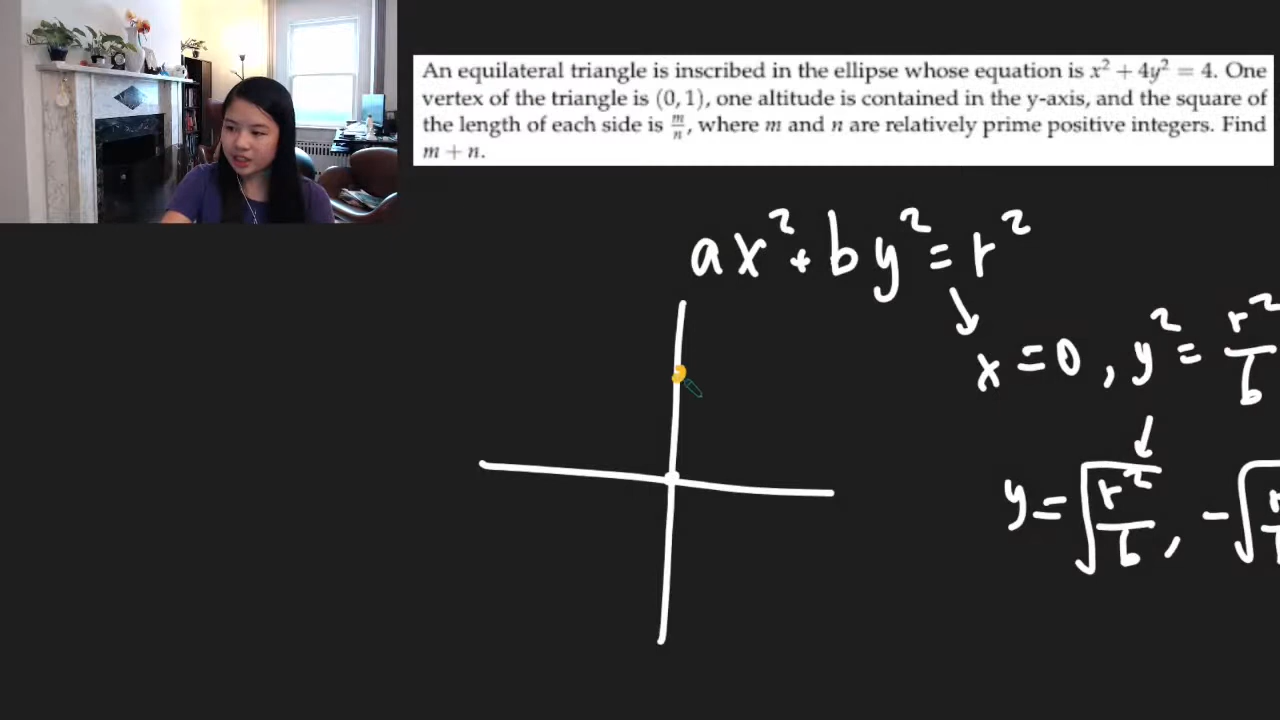 An equilateral triangle is inscribed in the ellipse whose equation is x² + 4y² = 4. One
vertex of the triangle is (0, 1), one altitude is contained in the y-axis, and the square of
the length of each side is m/n, where m and n are relatively prime positive integers. Find
m + n.
ax² + by² = r²
↓
x = 0, y² = r²/b
↓
y = √(r²/b), -√